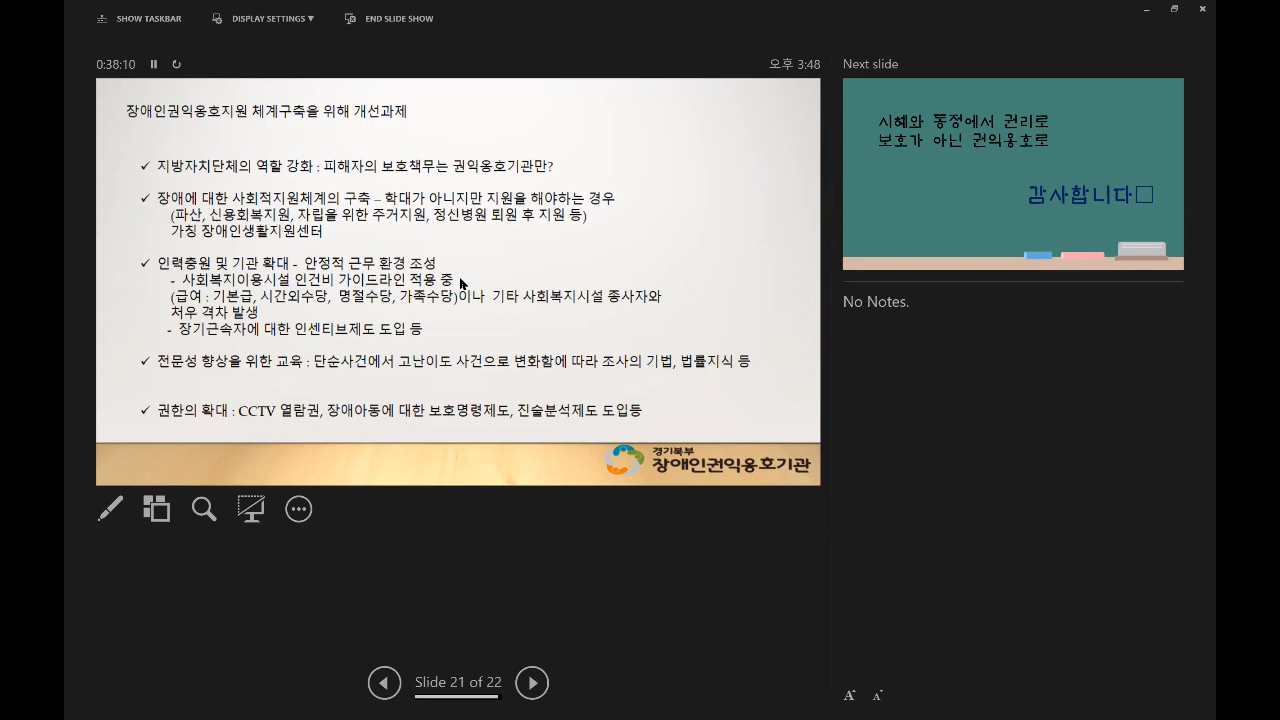 SHOW TASKBAR
DISPLAY SETTINGS ▼
END SLIDE SHOW
0:38:10
오후 3:48
Next slide
장애인권익옹호지원 체계구축을 위해 개선과제
✓ 지방자치단체의 역할 강화 : 피해자의 보호책무는 권익옹호기관만?
✓ 장애에 대한 사회적지원체계의 구축 – 학대가 아니지만 지원을 해야하는 경우
(파산, 신용회복지원, 자립을 위한 주거지원, 정신병원 퇴원 후 지원 등)
가칭 장애인생활지원센터
✓ 인력충원 및 기관 확대 - 안정적 근무 환경 조성
- 사회복지이용시설 인건비 가이드라인 적용 중
(급여 : 기본급, 시간외수당, 명절수당, 가족수당)이나 기타 사회복지시설 종사자와
처우 격차 발생
- 장기근속자에 대한 인센티브제도 도입 등
✓ 전문성 향상을 위한 교육 : 단순사건에서 고난이도 사건으로 변화함에 따라 조사의 기법, 법률지식 등
✓ 권한의 확대 : CCTV 열람권, 장애아동에 대한 보호명령제도, 진술분석제도 도입등
경기북부
장애인권익옹호기관
시혜와 동정에서 권리로
보호가 아닌 권익옹호로
감사합니다□
No Notes.
Slide 21 of 22
A A